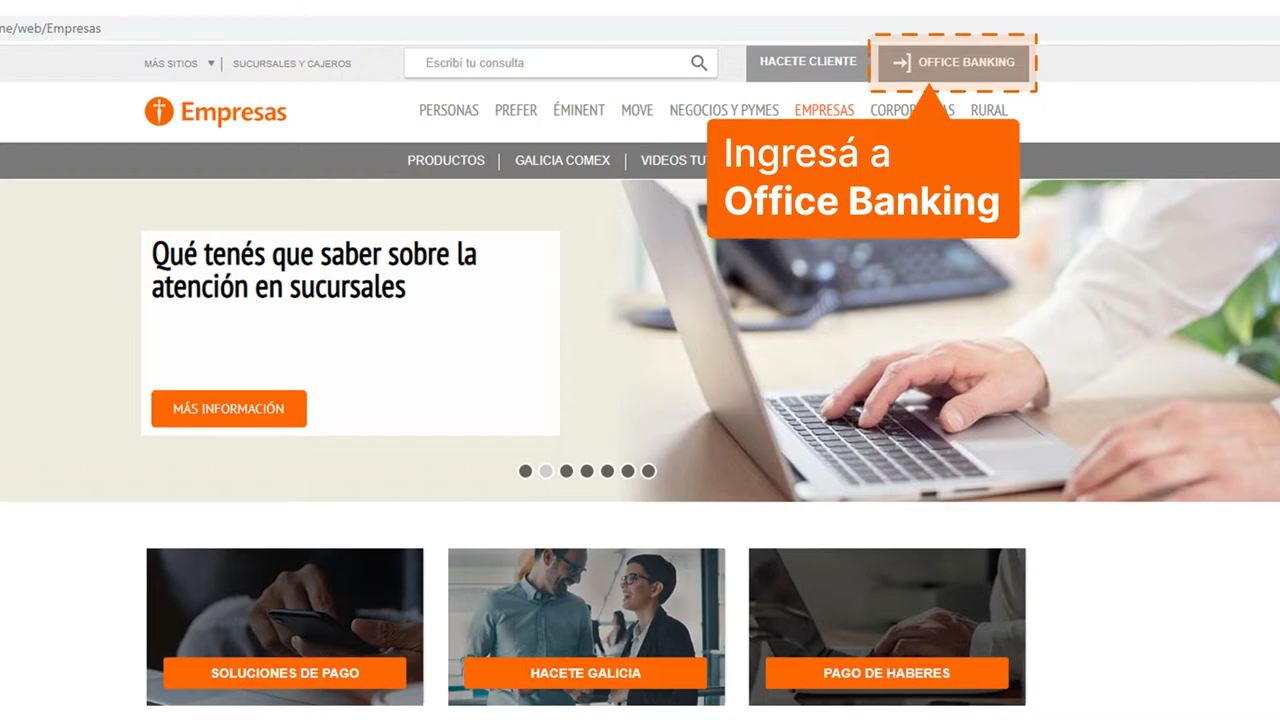 ne/web/Empresas
MÁS SITIOS
SUCURSALES Y CAJEROS
Escribí tu consulta
HACETE CLIENTE
OFFICE BANKING
Empresas
PERSONAS
PREFER
ÉMINENT
MOVE
NEGOCIOS Y PYMES
EMPRESAS
RURAL
PRODUCTOS
GALICIA COMEX
VIDEOS
Ingresá a
Office Banking
Qué tenés que saber sobre la
atención en sucursales
MÁS INFORMACIÓN
SOLUCIONES DE PAGO
HACETE GALICIA
PAGO DE HABERES